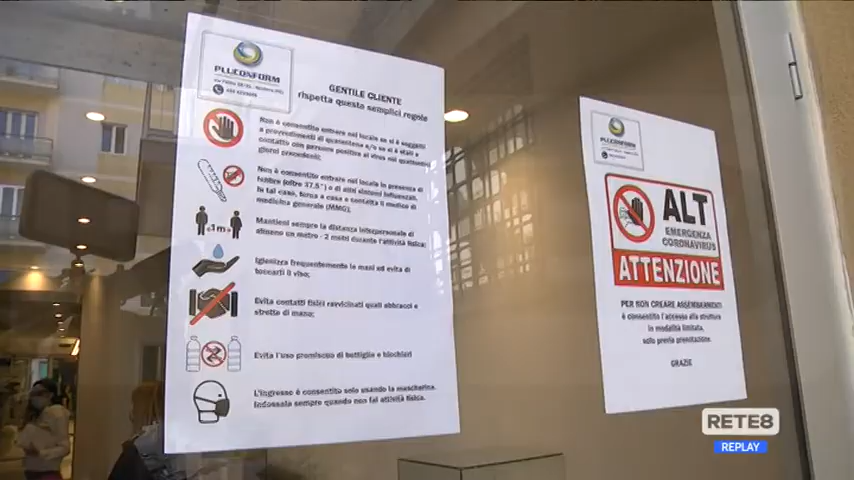 PLUCONFORM
GENTILE CLIENTE
rispetta queste semplici regole
Non è consentito entrare nel locale se si è soggetti
a provvedimenti di quarantena e/o se si è stati a
contatto con persone positive al virus nei quattordici
giorni precedenti;
Non è consentito entrare nel locale in presenza di
febbre (oltre 37.5°) o di altri sintomi influenzali.
In tal caso, torna a casa e contatta il medico di
medicina generale (MMG);
1m
Mantieni sempre la distanza interpersonale di
almeno un metro - 2 metri durante l'attività fisica;
Igienizza frequentemente le mani ed evita di
toccarti il viso;
Evita contatti fisici ravvicinati quali abbracci e
strette di mano;
Evita l'uso promiscuo di bottiglie e bicchieri
L'ingresso è consentito solo usando la mascherina.
Indossala sempre quando non fai attività fisica.
PLUCONFORM
ALT
EMERGENZA
CORONAVIRUS
ATTENZIONE
PER NON CREARE ASSEMBRAMENTI
è consentito l'accesso alla struttura
in modalità limitata,
solo previa prenotazione.
GRAZIE
RETE8
REPLAY